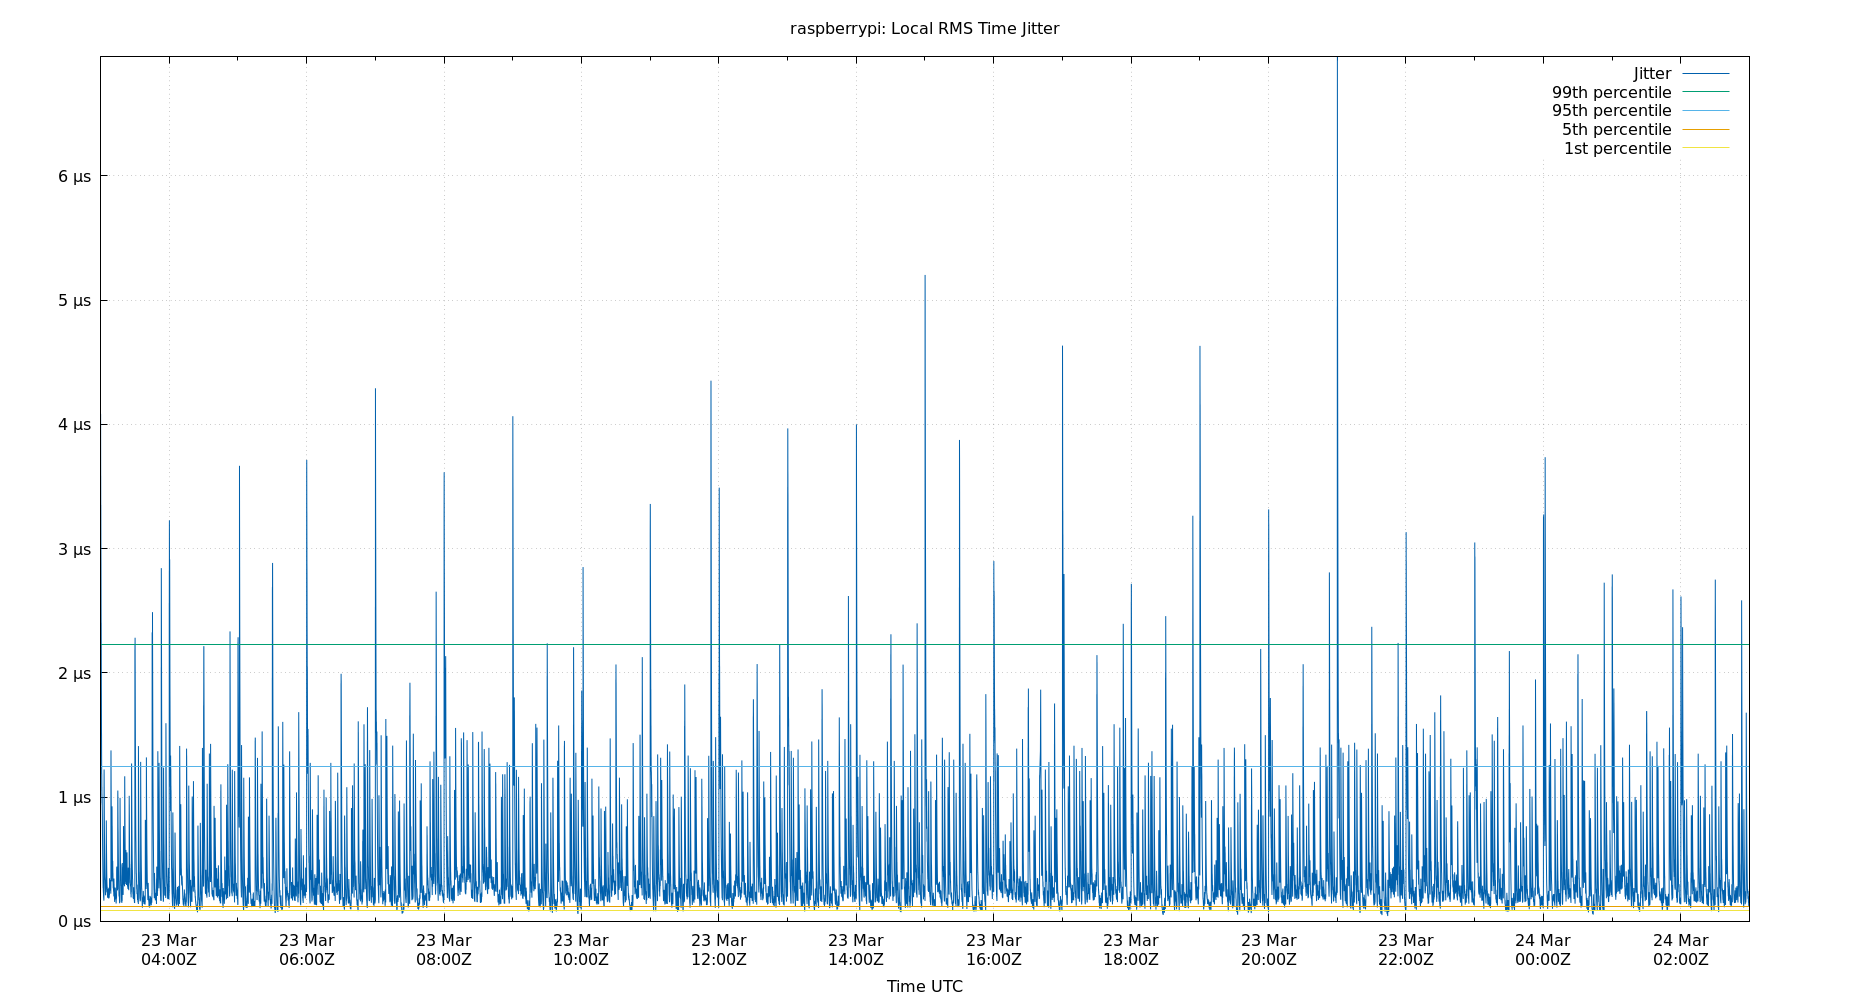 raspberrypi: Local RMS Time Jitter
Jitter
99th percentile
95th percentile
5th percentile
1st percentile
6 µs
5 µs
4 µs
3 µs
2 µs
1 µs
0 µs
23 Mar 23 Mar 23 Mar 23 Mar 23 Mar 23 Mar 23 Mar 23 Mar 23 Mar 23 Mar 24 Mar 24 Mar
04:00Z 06:00Z 08:00Z 10:00Z 12:00Z 14:00Z 16:00Z 18:00Z 20:00Z 22:00Z 00:00Z 02:00Z
Time UTC